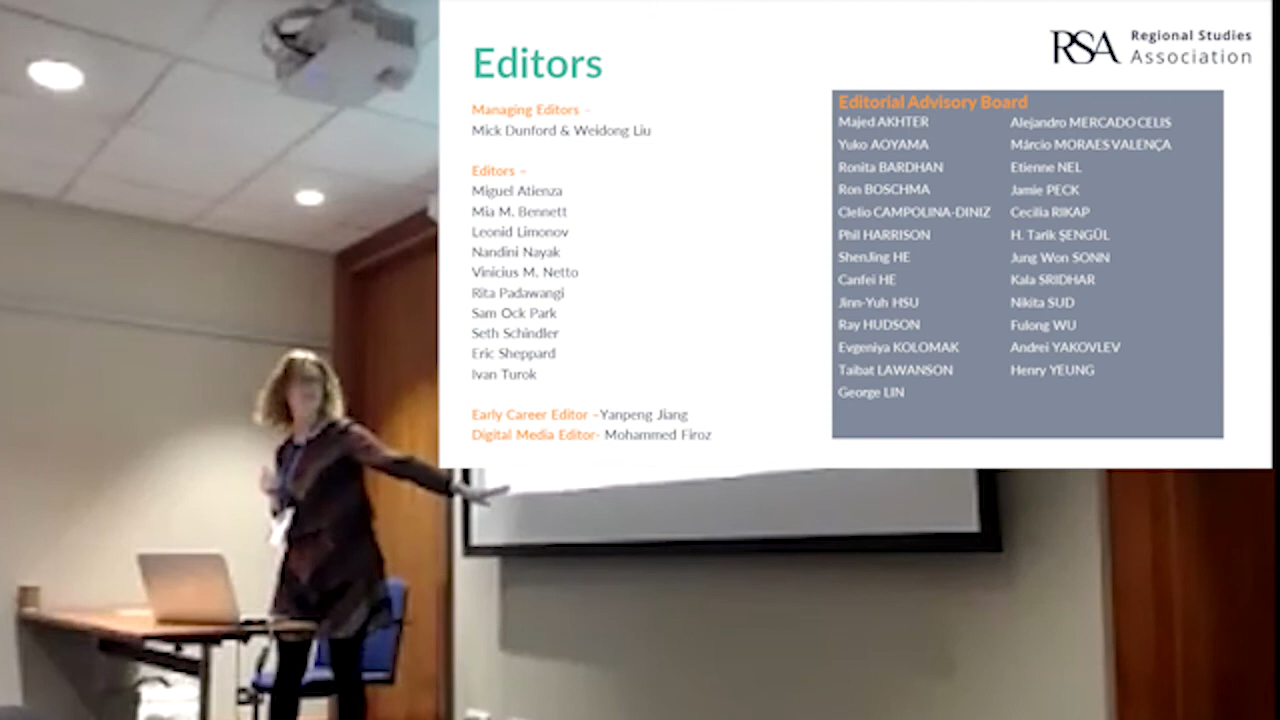 Editors
RSA Regional Studies
Association
Managing Editors –
Mick Dunford & Weidong Liu
Editors –
Miguel Atienza
Mia M. Bennett
Leonid Limonov
Nandini Nayak
Vinicius M. Netto
Rita Padawangi
Sam Ock Park
Seth Schindler
Eric Sheppard
Ivan Turok
Early Career Editor –Yanpeng Jiang
Digital Media Editor- Mohammed Firoz
Editorial Advisory Board
Majed AKHTER
Yuko AOYAMA
Ronita BARDHAN
Ron BOSCHMA
Clelio CAMPOLINA-DINIZ
Phil HARRISON
ShenJing HE
Canfei HE
Jinn-Yuh HSU
Ray HUDSON
Evgeniya KOLOMAK
Taibat LAWANSON
George LIN
Alejandro MERCADO CELIS
Márcio MORAES VALENÇA
Etienne NEL
Jamie PECK
Cecilia RIKAP
H. Tarik ŞENGÜL
Jung Won SONN
Kala SRIDHAR
Nikita SUD
Fulong WU
Andrei YAKOVLEV
Henry YEUNG